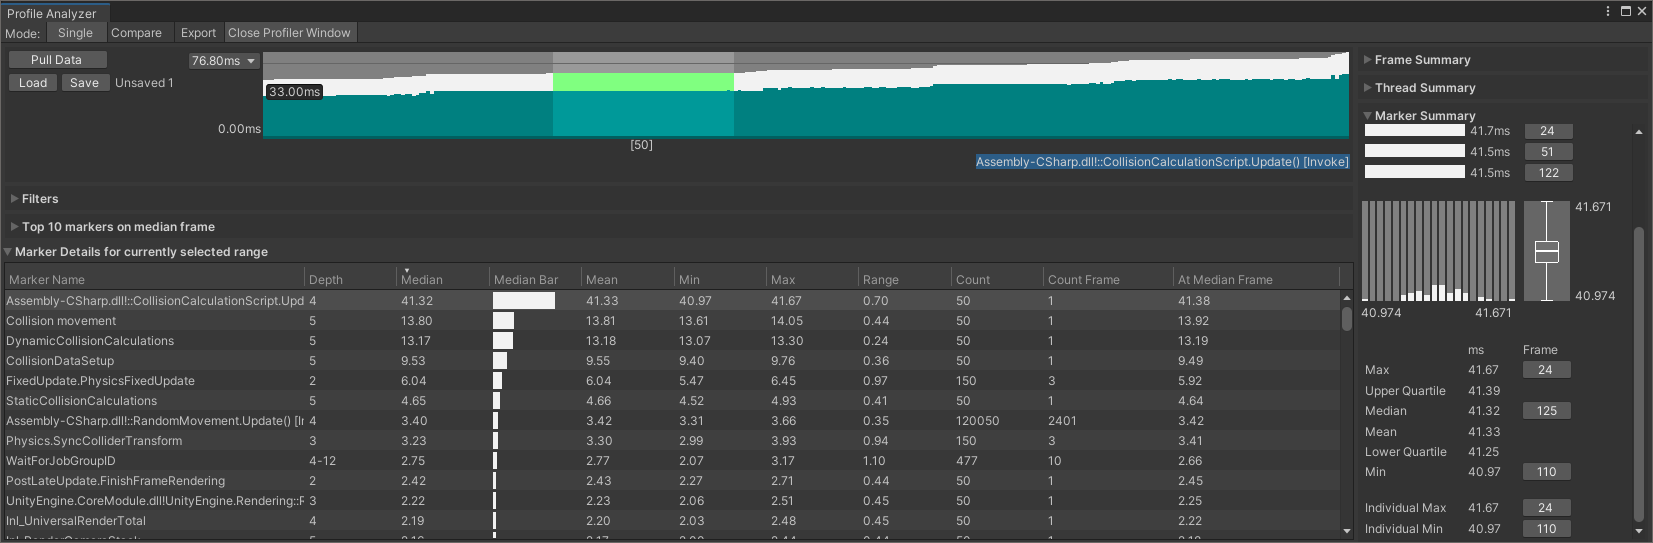 Profile Analyzer
Mode: Single Compare Export Close Profiler Window
Pull Data
Load Save Unsaved 1
76.80ms
33.00ms
0.00ms
[50]
Assembly-CSharp.dll!::CollisionCalculationScript.Update() [Invoke]
Filters
Top 10 markers on median frame
Marker Details for currently selected range
Marker Name Depth Median Median Bar Mean Min Max Range Count Count Frame At Median Frame
Assembly-CSharp.dll!::CollisionCalculationScript.Upd 4 41.32 41.33 40.97 41.67 0.70 50 1 41.38
Collision movement 5 13.80 13.81 13.61 14.05 0.44 50 1 13.92
DynamicCollisionCalculations 5 13.17 13.18 13.07 13.30 0.24 50 1 13.19
CollisionDataSetup 5 9.53 9.55 9.40 9.76 0.36 50 1 9.49
FixedUpdate.PhysicsFixedUpdate 2 6.04 6.04 5.47 6.45 0.97 150 3 5.92
StaticCollisionCalculations 5 4.65 4.66 4.52 4.93 0.41 50 1 4.64
Assembly-CSharp.dll!::RandomMovement.Update() [Ir 4 3.40 3.42 3.31 3.66 0.35 120050 2401 3.42
Physics.SyncColliderTransform 3 3.23 3.30 2.99 3.93 0.94 150 3 3.41
WaitForJobGroupID 4-12 2.75 2.77 2.07 3.17 1.10 477 10 2.66
PostLateUpdate.FinishFrameRendering 2 2.42 2.43 2.27 2.71 0.44 50 1 2.45
UnityEngine.CoreModule.dll!UnityEngine.Rendering::R 3 2.22 2.23 2.06 2.51 0.45 50 1 2.25
Inl_UniversalRenderTotal 4 2.19 2.20 2.03 2.48 0.45 50 1 2.22
Frame Summary
Thread Summary
Marker Summary
41.7ms 24
41.5ms 51
41.5ms 122
41.671
40.974
40.974 41.671
ms Frame
Max 41.67 24
Upper Quartile 41.39
Median 41.32 125
Mean 41.33
Lower Quartile 41.25
Min 40.97 110
Individual Max 41.67 24
Individual Min 40.97 110